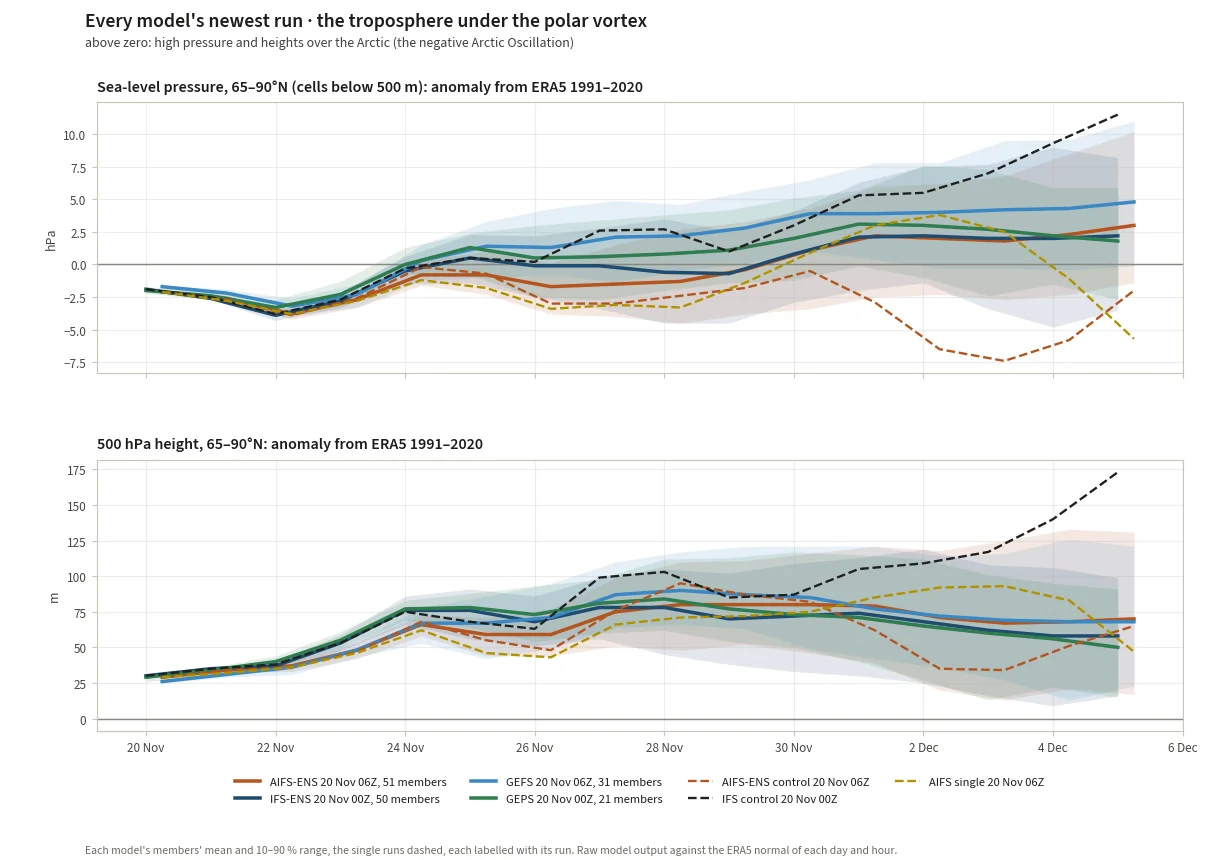 Every model's newest run · the troposphere under the polar vortex
above zero: high pressure and heights over the Arctic (the negative Arctic Oscillation)
Sea-level pressure, 65–90°N (cells below 500 m): anomaly from ERA5 1991–2020
hPa
10.0
7.5
5.0
2.5
0.0
−2.5
−5.0
−7.5
500 hPa height, 65–90°N: anomaly from ERA5 1991–2020
m
175
150
125
100
75
50
25
0
20 Nov 22 Nov 24 Nov 26 Nov 28 Nov 30 Nov 2 Dec 4 Dec 6 Dec
AIFS-ENS 20 Nov 06Z, 51 members GEFS 20 Nov 06Z, 31 members AIFS-ENS control 20 Nov 06Z AIFS single 20 Nov 06Z
IFS-ENS 20 Nov 00Z, 50 members GEPS 20 Nov 00Z, 21 members IFS control 20 Nov 00Z
Each model's members' mean and 10–90 % range, the single runs dashed, each labelled with its run. Raw model output against the ERA5 normal of each day and hour.